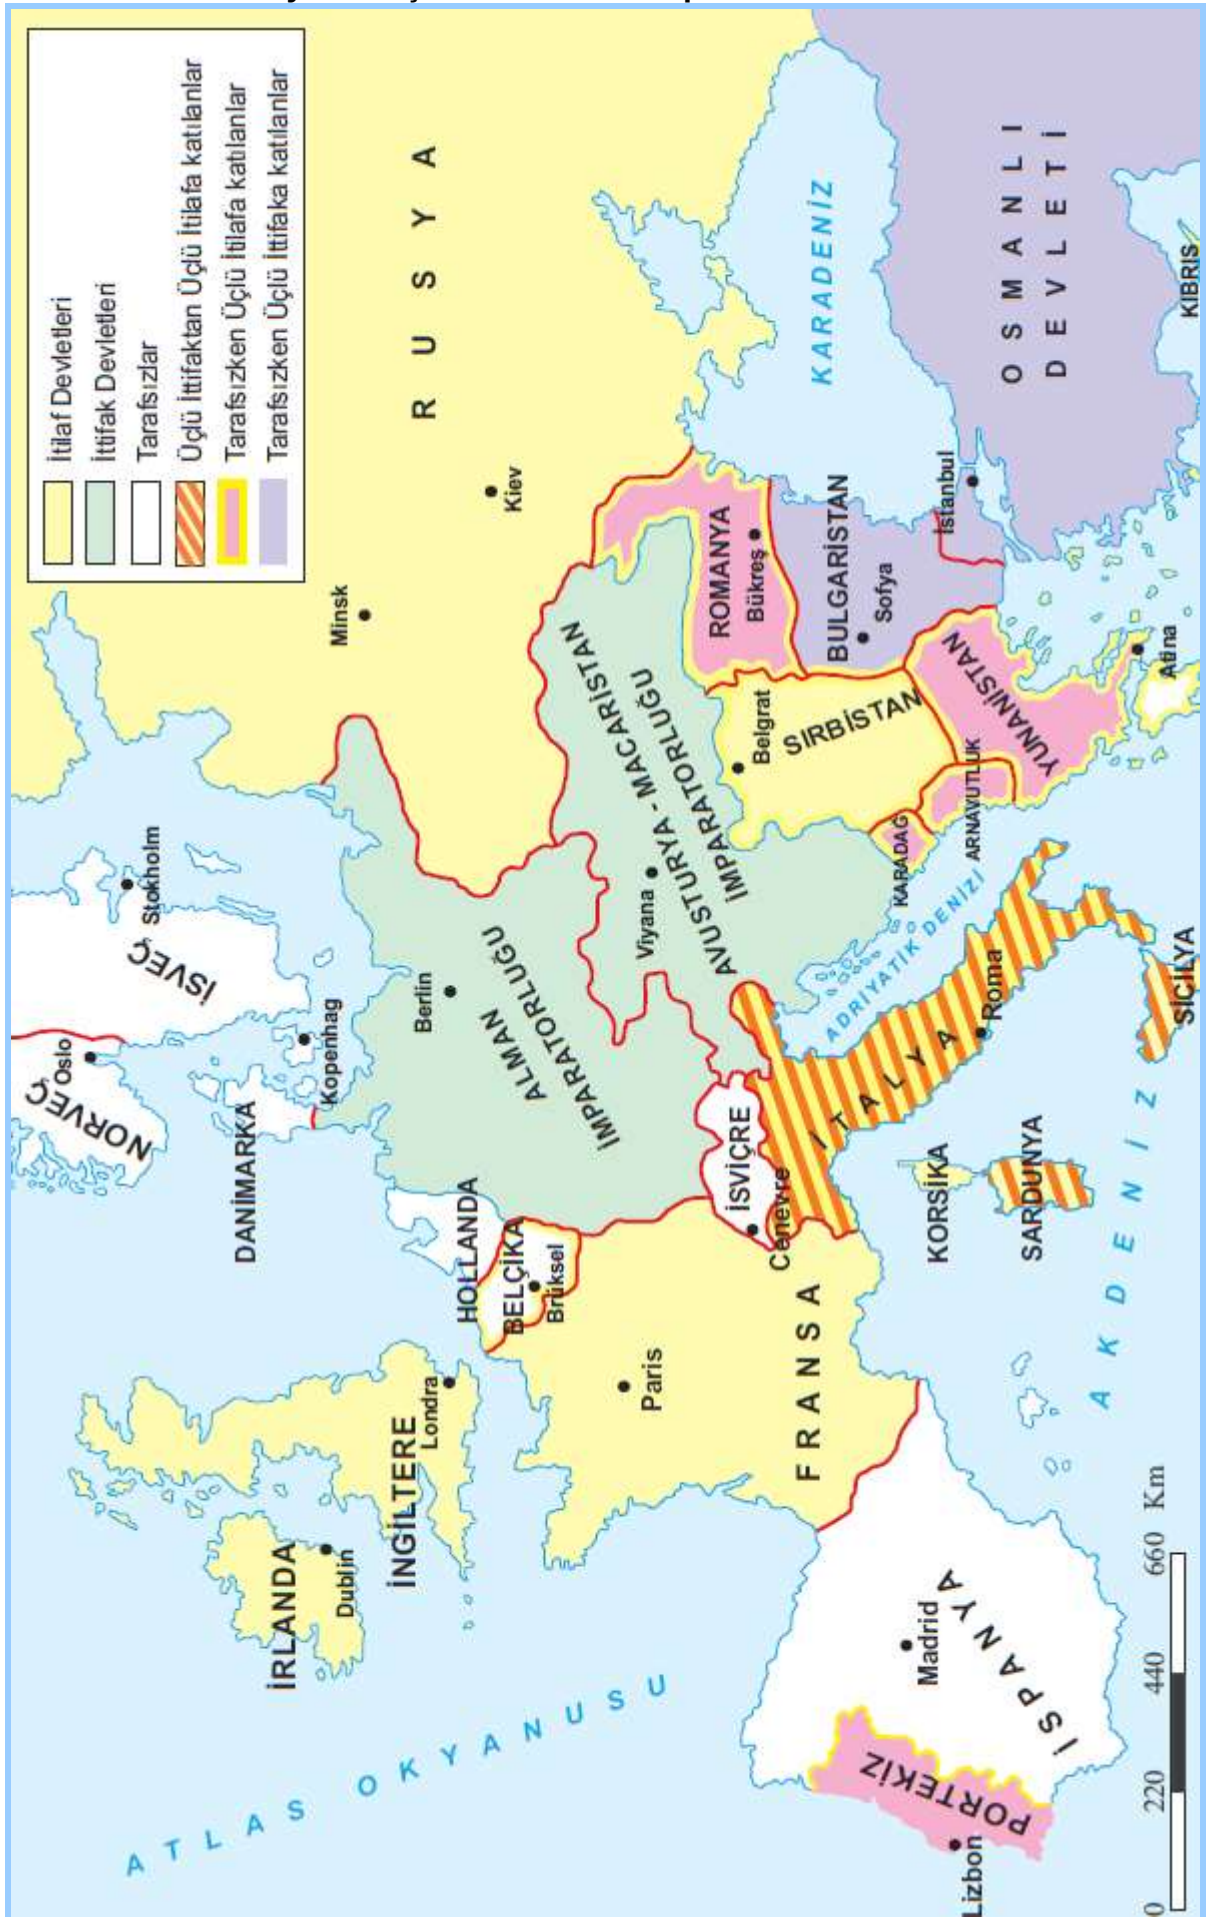 İtilaf Devletleri
İttifak Devletleri
Tarafsızlar
Üçlü İttifaktan Üçlü İtilafa katılanlar
Tarafsızken Üçlü İtilafa katılanlar
Tarafsızken Üçlü İttifaka katılanlar
NORVEÇ
Oslo
İSVEÇ
Stokholm
DANİMARKA
Kopenhag
İRLANDA
Dublin
İNGİLTERE
Londra
HOLLANDA
BELÇİKA
Brüksel
ALMAN
İMPARATORLUĞU
Berlin
Minsk
RUSYA
Kiev
ATLAS OKYANUSU
Paris
FRANSA
İSVİÇRE
Cenevre
Viyana
AVUSTURYA - MACARİSTAN
İMPARATORLUĞU
ROMANYA
Bükreş
KARADENİZ
Belgrat
SIRBİSTAN
BULGARİSTAN
Sofya
KARADAĞ
ARNAVUTLUK
YUNANİSTAN
Atina
İstanbul
OSMANLI
DEVLETİ
KIBRIS
ADRİYATİK DENİZİ
İTALYA
Roma
KORSİKA
SARDUNYA
SİCİLYA
AKDENİZ
PORTEKİZ
Lizbon
Madrid
İSPANYA
0 220 440 660 Km